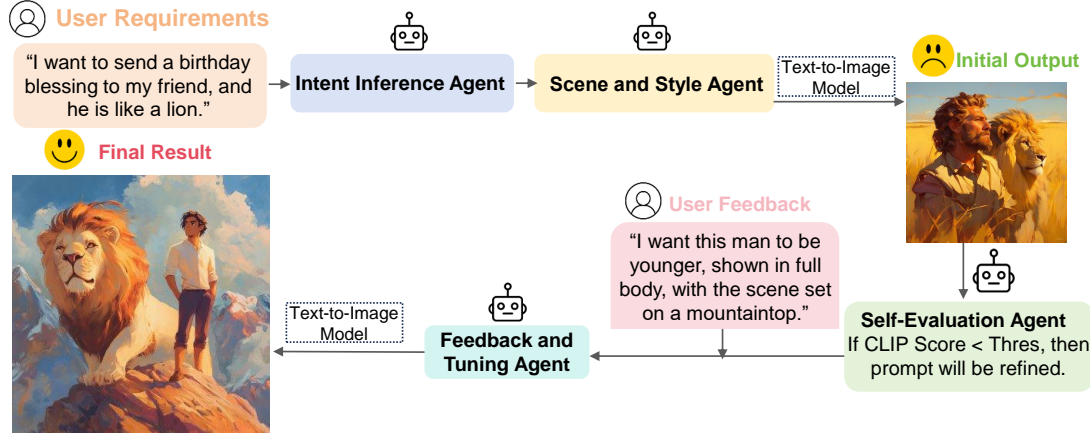 User Requirements
“I want to send a birthday
blessing to my friend, and
he is like a lion.”
Intent Inference Agent
Scene and Style Agent
Text-to-Image
Model
Initial Output
Final Result
User Feedback
“I want this man to be
younger, shown in full
body, with the scene set
on a mountaintop.”
Self-Evaluation Agent
If CLIP Score < Thres, then
prompt will be refined.
Feedback and
Tuning Agent
Text-to-Image
Model